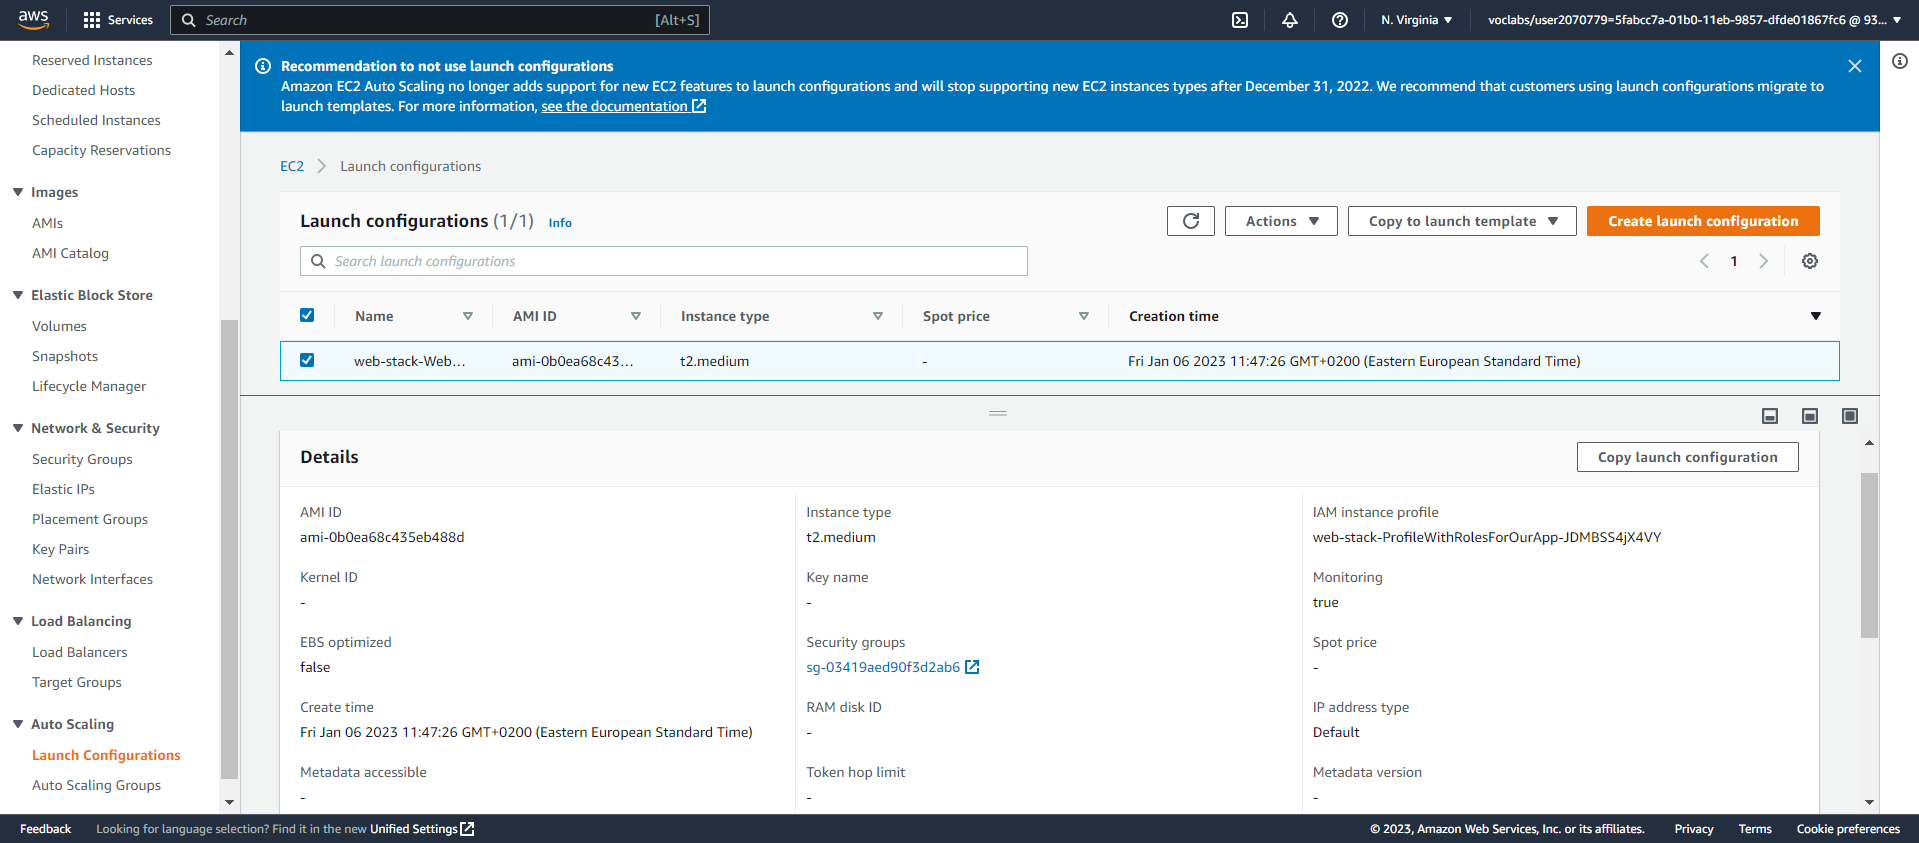 aws
Services
Search
[Alt+S]
N. Virginia
voclabs/user2070779=5fabcc7a-01b0-11eb-9857-dfde01867fc6 @ 93...
Reserved Instances
Dedicated Hosts
Scheduled Instances
Capacity Reservations
Images
AMIs
AMI Catalog
Elastic Block Store
Volumes
Snapshots
Lifecycle Manager
Network & Security
Security Groups
Elastic IPs
Placement Groups
Key Pairs
Network Interfaces
Load Balancing
Load Balancers
Target Groups
Auto Scaling
Launch Configurations
Auto Scaling Groups
Recommendation to not use launch configurations
Amazon EC2 Auto Scaling no longer adds support for new EC2 features to launch configurations and will stop supporting new EC2 instances types after December 31, 2022. We recommend that customers using launch configurations migrate to
launch templates. For more information, see the documentation
EC2
Launch configurations
Launch configurations (1/1) Info
Actions
Copy to launch template
Create launch configuration
Search launch configurations
1
Name AMI ID Instance type Spot price Creation time
web-stack-Web... ami-0b0ea68c43... t2.medium - Fri Jan 06 2023 11:47:26 GMT+0200 (Eastern European Standard Time)
Details
Copy launch configuration
AMI ID
ami-0b0ea68c435eb488d
Instance type
t2.medium
IAM instance profile
web-stack-ProfileWithRolesForOurApp-JDMBSS4jX4VY
Kernel ID
-
Key name
-
Monitoring
true
EBS optimized
false
Security groups
sg-03419aed90f3d2ab6
Spot price
-
Create time
Fri Jan 06 2023 11:47:26 GMT+0200 (Eastern European Standard Time)
RAM disk ID
-
IP address type
Default
Metadata accessible
-
Token hop limit
-
Metadata version
-
Feedback
Looking for language selection? Find it in the new Unified Settings
© 2023, Amazon Web Services, Inc. or its affiliates.
Privacy
Terms
Cookie preferences